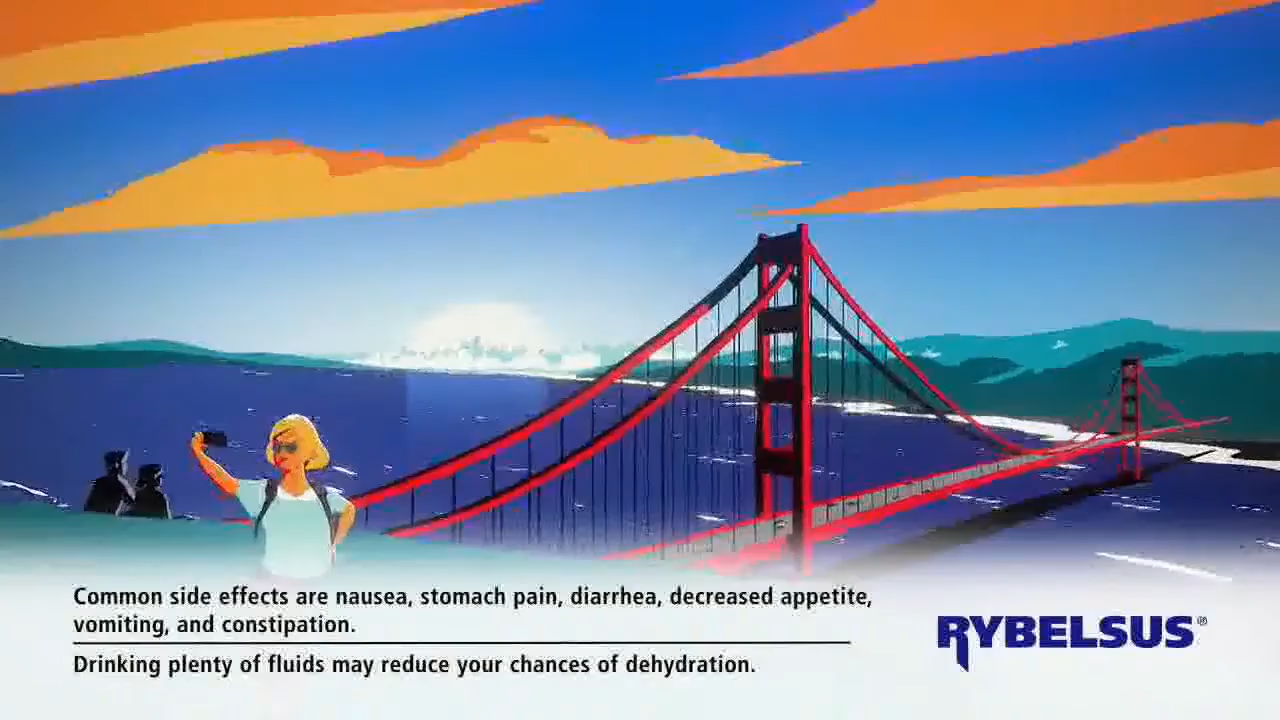 Common side effects are nausea, stomach pain, diarrhea, decreased appetite,
vomiting, and constipation.
Drinking plenty of fluids may reduce your chances of dehydration.
RYBELSUS®